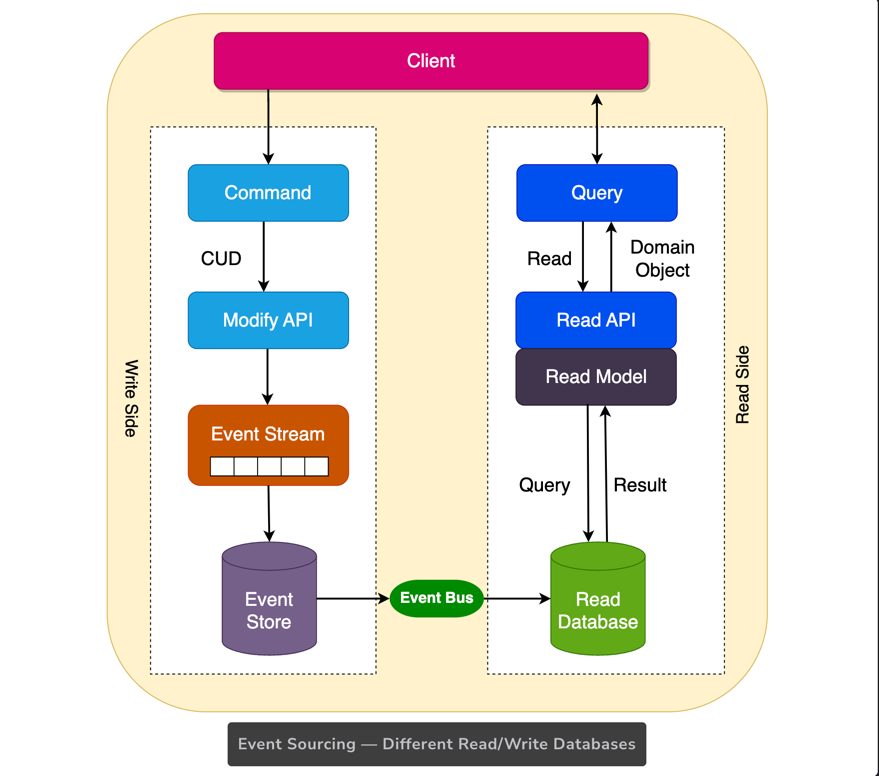 Client
Command
CUD
Modify API
Event Stream
Event
Store
Write Side
Event Bus
Query
Read
Domain
Object
Read API
Read Model
Query
Result
Read
Database
Read Side
Event Sourcing — Different Read/Write Databases